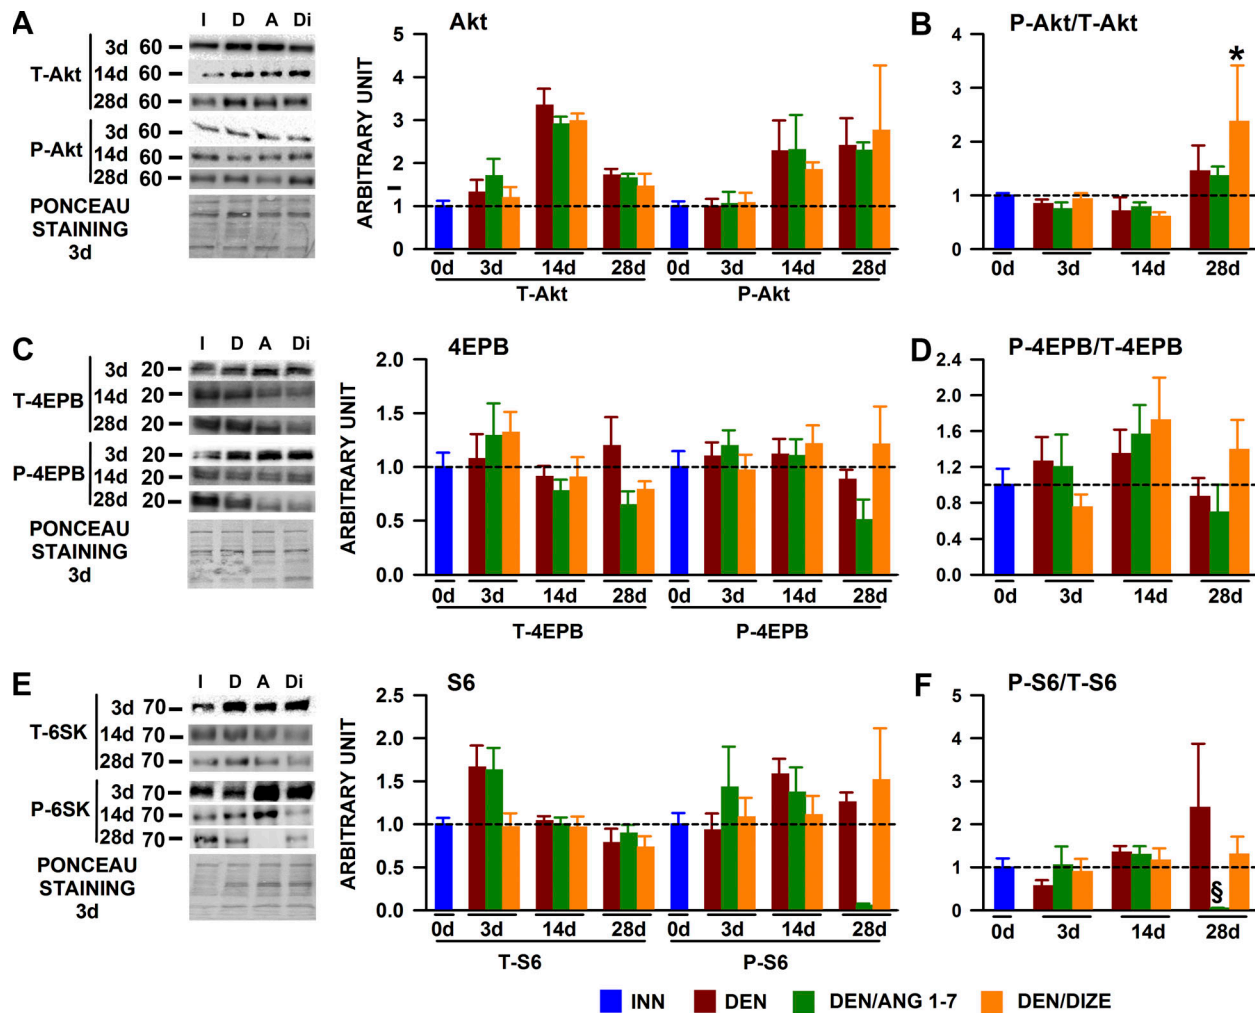 A
I D A Di
T-Akt
3d 60
14d 60
28d 60
P-Akt
3d 60
14d 60
28d 60
PONCEAU
STAINING
3d
Akt
ARBITRARY UNIT
5
4
3
2
1
0
0d 3d 14d 28d 0d 3d 14d 28d
T-Akt P-Akt
B
P-Akt/T-Akt
4
3
2
1
0
*
0d 3d 14d 28d
C
I D A Di
T-4EPB
3d 20
14d 20
28d 20
P-4EPB
3d 20
14d 20
28d 20
PONCEAU
STAINING
3d
4EPB
ARBITRARY UNIT
2.0
1.5
1.0
0.5
0.0
0d 3d 14d 28d 0d 3d 14d 28d
T-4EPB P-4EPB
D
P-4EPB/T-4EPB
2.4
2.0
1.6
1.2
0.8
0.4
0.0
0d 3d 14d 28d
E
I D A Di
T-6SK
3d 70
14d 70
28d 70
P-6SK
3d 70
14d 70
28d 70
PONCEAU
STAINING
3d
S6
ARBITRARY UNIT
2.5
2.0
1.5
1.0
0.5
0.0
0d 3d 14d 28d 0d 3d 14d 28d
T-S6 P-S6
F
P-S6/T-S6
5
4
3
2
1
0
§
0d 3d 14d 28d
INN DEN DEN/ANG 1-7 DEN/DIZE